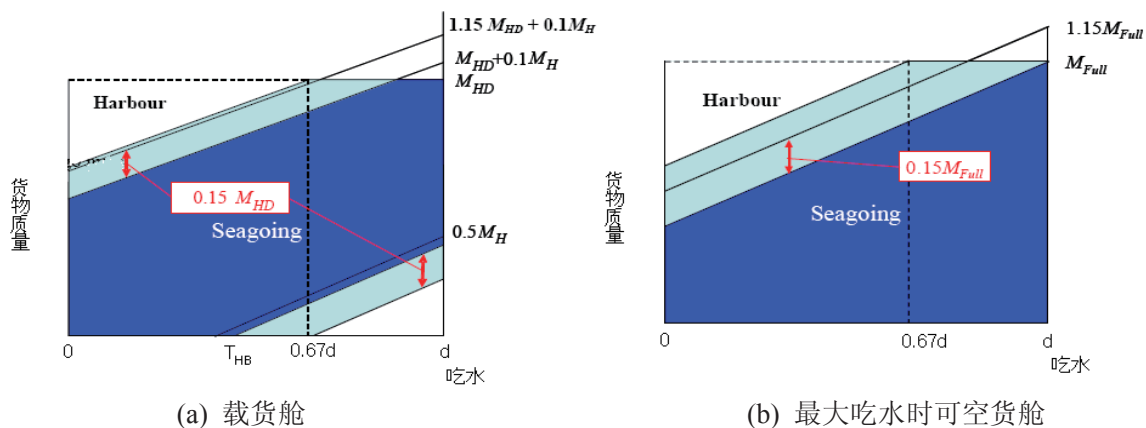 1.15 M_HD + 0.1M_H
M_HD+0.1M_H
M_HD
Harbour
货物质量
0.15 M_HD
Seagoing
0.5M_H
0
T_HB
0.67d
d
吃水
(a) 载货舱
1.15M_Full
M_Full
Harbour
货物质量
0.15M_Full
Seagoing
0
0.67d
d
吃水
(b) 最大吃水时可空货舱